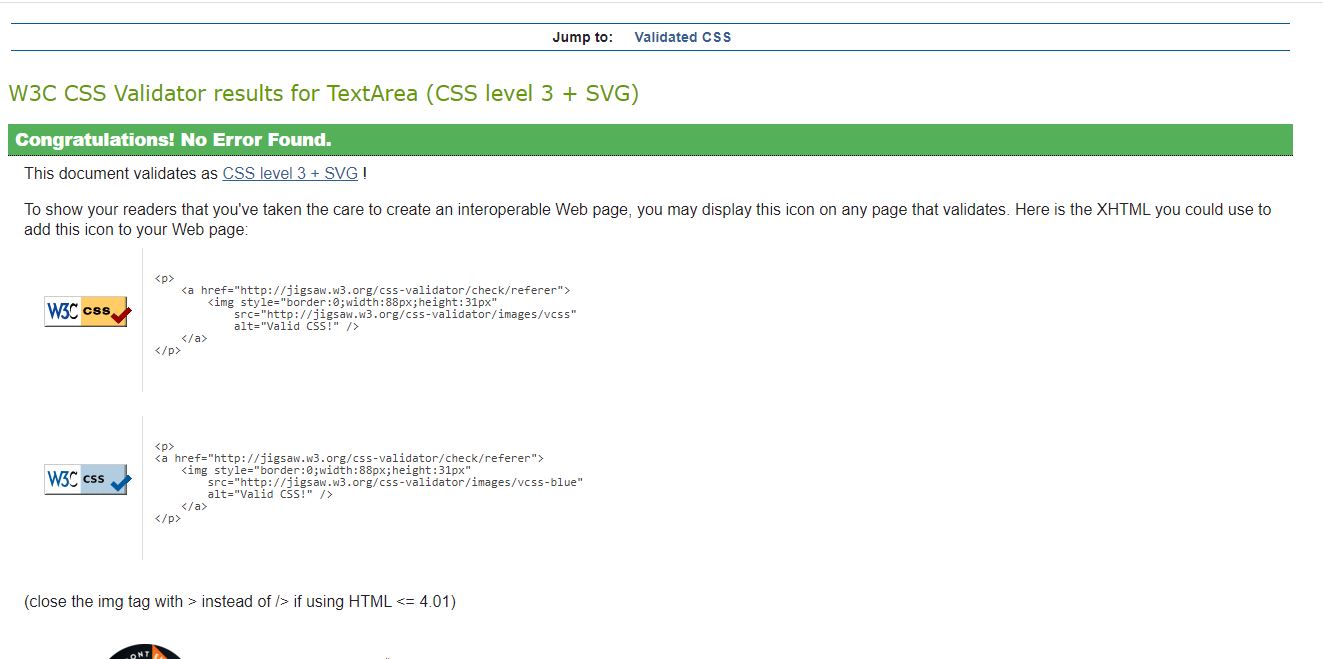 Jump to: Validated CSS
W3C CSS Validator results for TextArea (CSS level 3 + SVG)
Congratulations! No Error Found.
This document validates as CSS level 3 + SVG !
To show your readers that you've taken the care to create an interoperable Web page, you may display this icon on any page that validates. Here is the XHTML you could use to
add this icon to your Web page:
W3C css
<p>
<a href="http://jigsaw.w3.org/css-validator/check/referer">
<img style="border:0;width:88px;height:31px"
src="http://jigsaw.w3.org/css-validator/images/vcss"
alt="Valid CSS!" />
</a>
</p>
W3C css
<p>
<a href="http://jigsaw.w3.org/css-validator/check/referer">
<img style="border:0;width:88px;height:31px"
src="http://jigsaw.w3.org/css-validator/images/vcss-blue"
alt="Valid CSS!" />
</a>
</p>
(close the img tag with > instead of /> if using HTML <= 4.01)